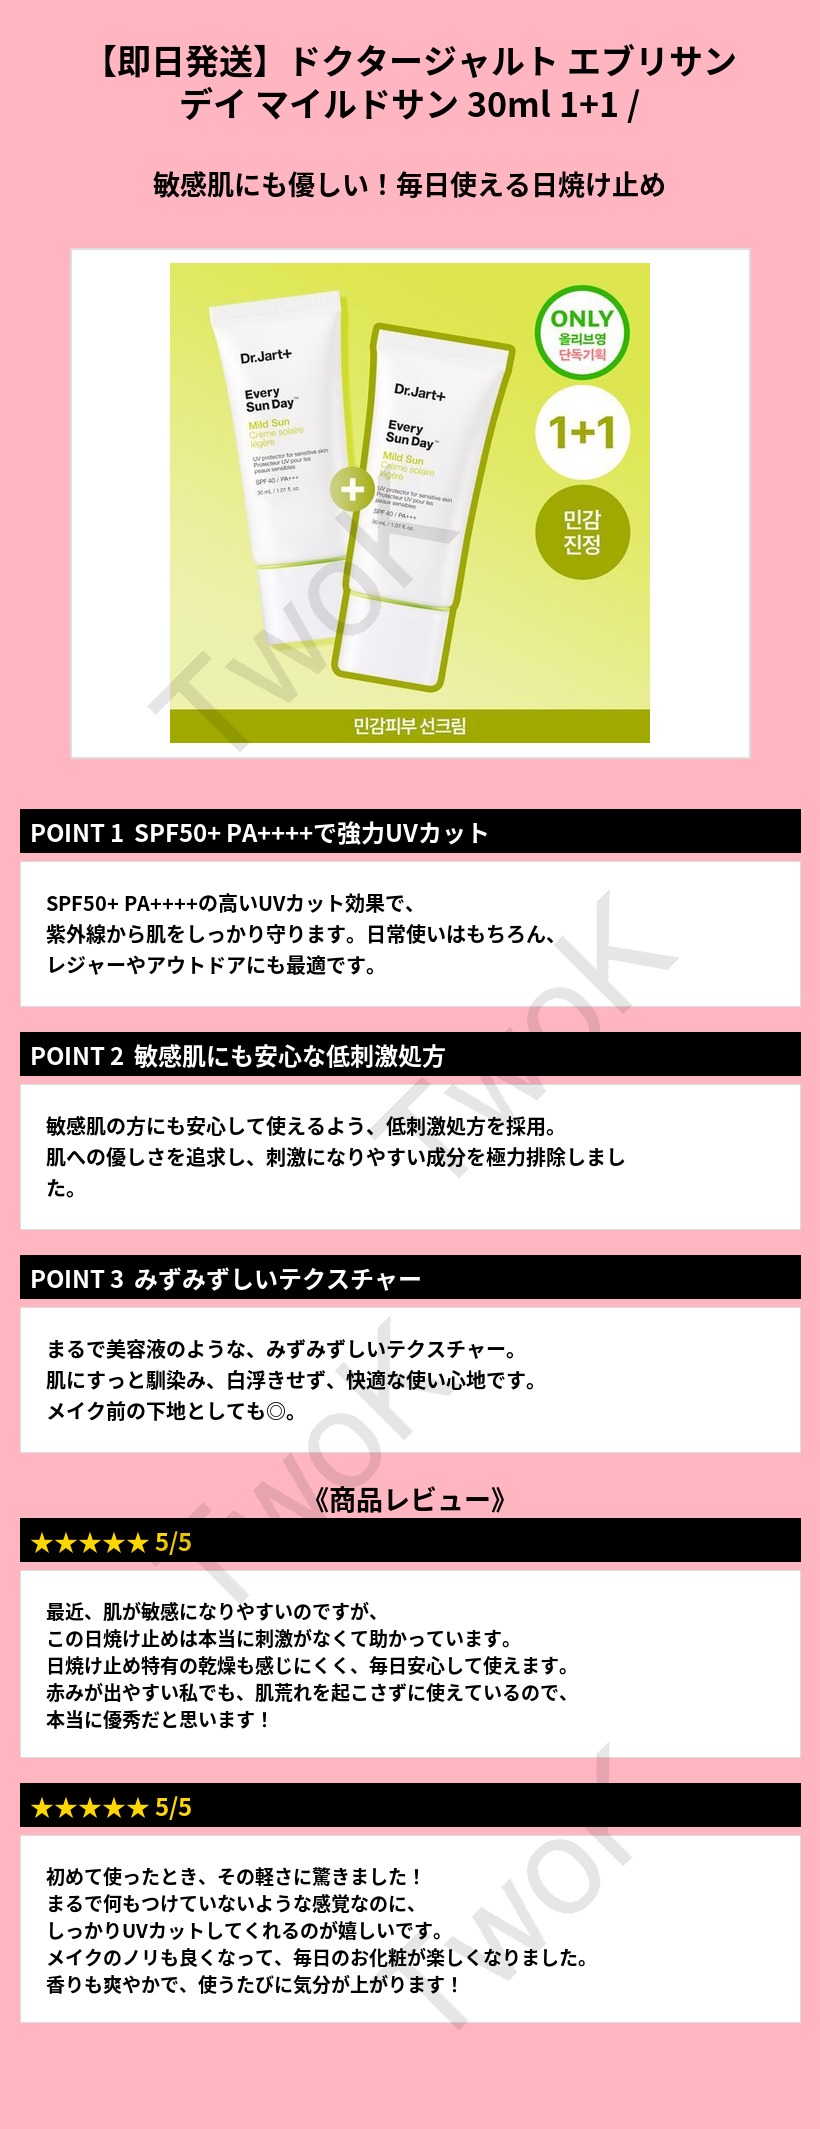 【即日発送】ドクタージャルト エブリサン
デイ マイルドサン 30ml 1+1 /
敏感肌にも優しい！毎日使える日焼け止め
Dr.Jart+
Every
Sun Day™
Mild Sun
Crème solaire
légère
UV protector for sensitive skin
Protecteur UV pour les
peaux sensibles
SPF 40 / PA+++
30 mL / 1.01 fl. oz.
+
Dr.Jart+
Every
Sun Day™
Mild Sun
Crème solaire
légère
UV protector for sensitive skin
Protecteur UV pour les
peaux sensibles
SPF 40 / PA+++
30 mL / 1.01 fl. oz.
ONLY
올리브영
단독기획
1+1
민감
진정
민감피부 선크림
TwoK
POINT 1 SPF50+ PA++++で強力UVカット
SPF50+ PA++++の高いUVカット効果で、
紫外線から肌をしっかり守ります。日常使いはもちろん、
レジャーやアウトドアにも最適です。
TwoK
POINT 2 敏感肌にも安心な低刺激処方
敏感肌の方にも安心して使えるよう、低刺激処方を採用。
肌への優しさを追求し、刺激になりやすい成分を極力排除しまし
た。
POINT 3 みずみずしいテクスチャー
まるで美容液のような、みずみずしいテクスチャー。
肌にすっと馴染み、白浮きせず、快適な使い心地です。
メイク前の下地としても◎。
TwoK
《商品レビュー》
★★★★★ 5/5
最近、肌が敏感になりやすいのですが、
この日焼け止めは本当に刺激がなくて助かっています。
日焼け止め特有の乾燥も感じにくく、毎日安心して使えます。
赤みが出やすい私でも、肌荒れを起こさずに使えているので、
本当に優秀だと思います！
★★★★★ 5/5
初めて使ったとき、その軽さに驚きました！
まるで何もつけていないような感覚なのに、
しっかりUVカットしてくれるのが嬉しいです。
メイクのノリも良くなって、毎日のお化粧が楽しくなりました。
香りも爽やかで、使うたびに気分が上がります！
TwoK